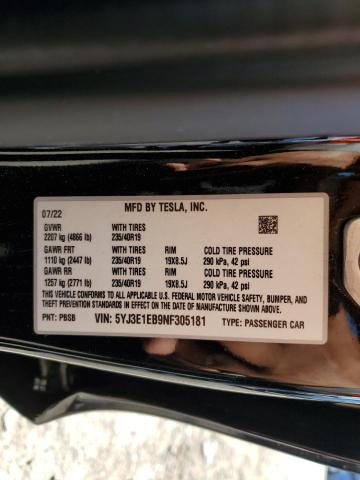 MFD BY TESLA, INC.
07/22
GVWR WITH TIRES
2207 kg (4866 lb) 235/40R19
GAWR FRT WITH TIRES RIM COLD TIRE PRESSURE
1110 kg (2447 lb) 235/40R19 19X8.5J 290 kPa, 42 psi
GAWR RR WITH TIRES RIM COLD TIRE PRESSURE
1257 kg (2771 lb) 235/40R19 19X8.5J 290 kPa, 42 psi
THIS VEHICLE CONFORMS TO ALL FEDERAL MOTOR VEHICLE SAFETY, BUMPER, AND
THEFT PREVENTION STANDARDS IN EFFECT ON THE DATE OF MANUFACTURE SHOWN ABOVE.
PNT: PBSB VIN: 5YJ3E1EB9NF305181 TYPE: PASSENGER CAR